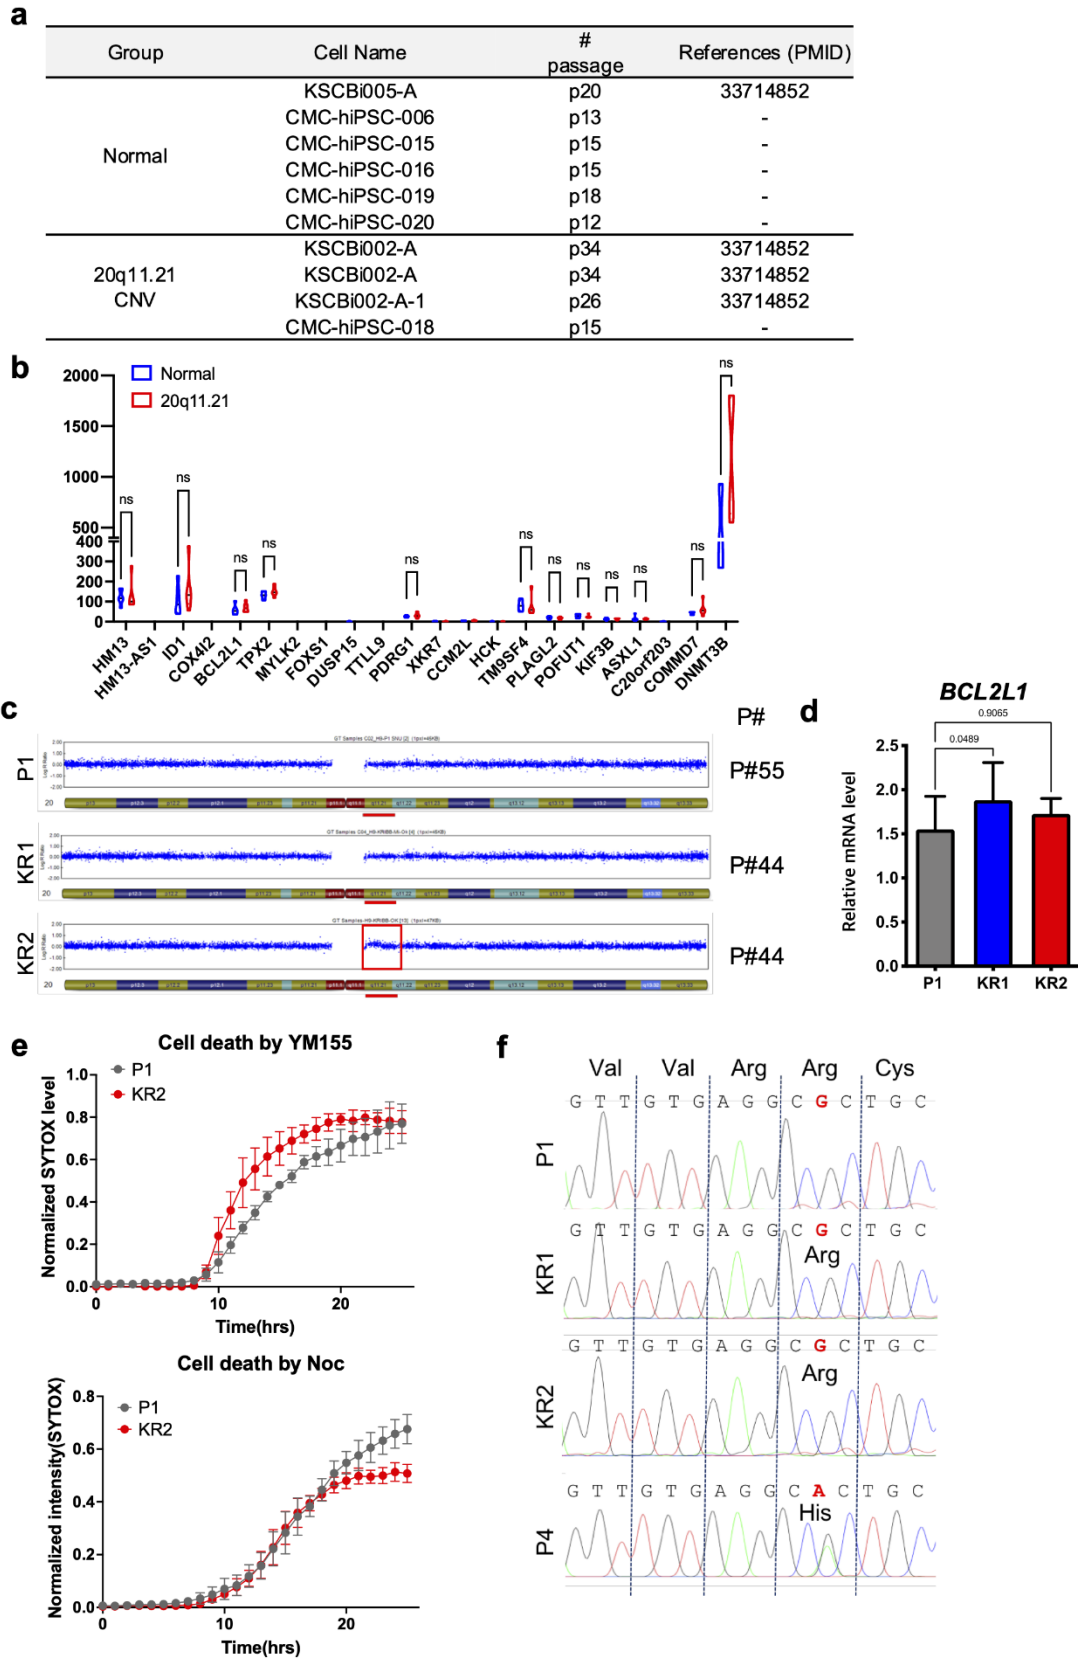 a
Group Cell Name # passage References (PMID)
Normal
KSCBi005-A p20 33714852
CMC-hiPSC-006 p13 -
CMC-hiPSC-015 p15 -
CMC-hiPSC-016 p15 -
CMC-hiPSC-019 p18 -
CMC-hiPSC-020 p12 -
20q11.21 CNV
KSCBi002-A p34 33714852
KSCBi002-A p34 33714852
KSCBi002-A-1 p26 33714852
CMC-hiPSC-018 p15 -
b
Normal
20q11.21
2000
1500
1000
500
400
300
200
100
0
ns ns ns ns ns ns ns ns ns ns ns ns
HM13
HM13-AS1
ID1
COX4I2
BCL2L1
TPX2
MYLK2
FOXS1
DUSP15
TTLL9
PDRG1
XKR7
CCM2L
HCK
TM9SF4
PLAGL2
POFUT1
KIF3B
ASXL1
C20orf203
COMMD7
DNMT3B
c
P#
P1
P#55
20
KR1
P#44
20
KR2
P#44
20
d
BCL2L1
0.9065
0.0489
Relative mRNA level
2.5
2.0
1.5
1.0
0.5
0.0
P1 KR1 KR2
e
Cell death by YM155
P1
KR2
Normalized SYTOX level
1.0
0.8
0.6
0.4
0.2
0.0
0 10 20
Time(hrs)
Cell death by Noc
P1
KR2
Normalized intensity(SYTOX)
0.8
0.6
0.4
0.2
0.0
0 10 20
Time(hrs)
f
Val Val Arg Arg Cys
G T T G T G A G G C G C T G C
P1
G T T G T G A G G C G C T G C
Arg
KR1
G T T G T G A G G C G C T G C
Arg
KR2
G T T G T G A G G C A C T G C
His
P4